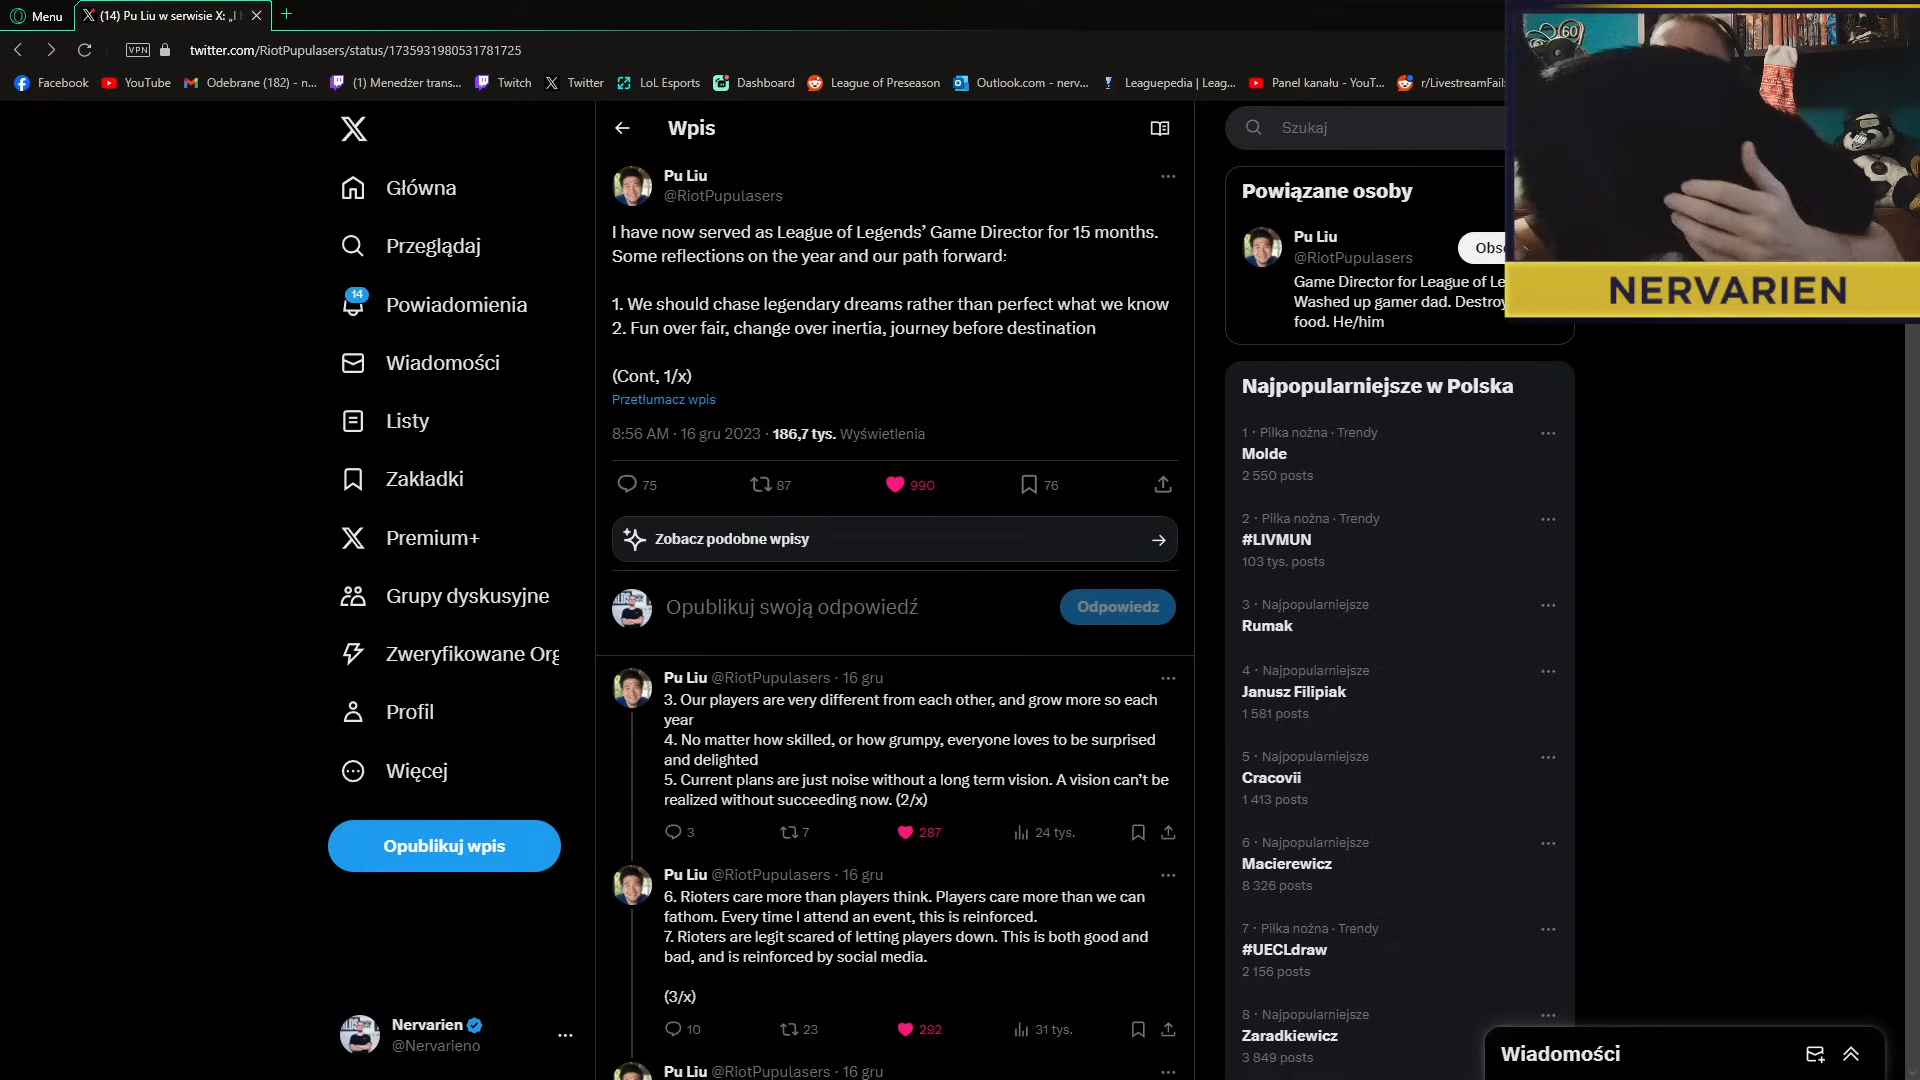 Menu
(14) Pu Liu w serwisie X: „I
twitter.com/RiotPupulasers/status/1735931980531781725
VPN
Facebook
YouTube
Odebrane (182) - n...
(1) Menedżer trans...
Twitch
Twitter
LoL Esports
Dashboard
League of Preseason
Outlook.com - nerv...
Leaguepedia | Leag...
Panel kanału - YouT...
r/LivestreamFail
X
Główna
Przeglądaj
14
Powiadomienia
Wiadomości
Listy
Zakładki
Premium+
Grupy dyskusyjne
Zweryfikowane Org
Profil
Więcej
Opublikuj wpis
Nervarien
@Nervarieno
Wpis
Pu Liu
@RiotPupulasers
I have now served as League of Legends’ Game Director for 15 months.
Some reflections on the year and our path forward:
1. We should chase legendary dreams rather than perfect what we know
2. Fun over fair, change over inertia, journey before destination
(Cont, 1/x)
Przetłumacz wpis
8:56 AM · 16 gru 2023 · 186,7 tys. Wyświetlenia
75
87
990
76
Zobacz podobne wpisy
Opublikuj swoją odpowiedź
Odpowiedz
Pu Liu @RiotPupulasers · 16 gru
3. Our players are very different from each other, and grow more so each
year
4. No matter how skilled, or how grumpy, everyone loves to be surprised
and delighted
5. Current plans are just noise without a long term vision. A vision can’t be
realized without succeeding now. (2/x)
3
7
287
24 tys.
Pu Liu @RiotPupulasers · 16 gru
6. Rioters care more than players think. Players care more than we can
fathom. Every time I attend an event, this is reinforced.
7. Rioters are legit scared of letting players down. This is both good and
bad, and is reinforced by social media.
(3/x)
10
23
292
31 tys.
Pu Liu @RiotPupulasers · 16 gru
Szukaj
Powiązane osoby
Pu Liu
@RiotPupulasers
Obse
Game Director for League of Le
Washed up gamer dad. Destroy
food. He/him
NERVARIEN
Najpopularniejsze w Polska
1 · Piłka nożna · Trendy
Molde
2 550 posts
2 · Piłka nożna · Trendy
#LIVMUN
103 tys. posts
3 · Najpopularniejsze
Rumak
4 · Najpopularniejsze
Janusz Filipiak
1 581 posts
5 · Najpopularniejsze
Cracovii
1 413 posts
6 · Najpopularniejsze
Macierewicz
8 326 posts
7 · Piłka nożna · Trendy
#UECLdraw
2 156 posts
8 · Najpopularniejsze
Zaradkiewicz
3 849 posts
Wiadomości